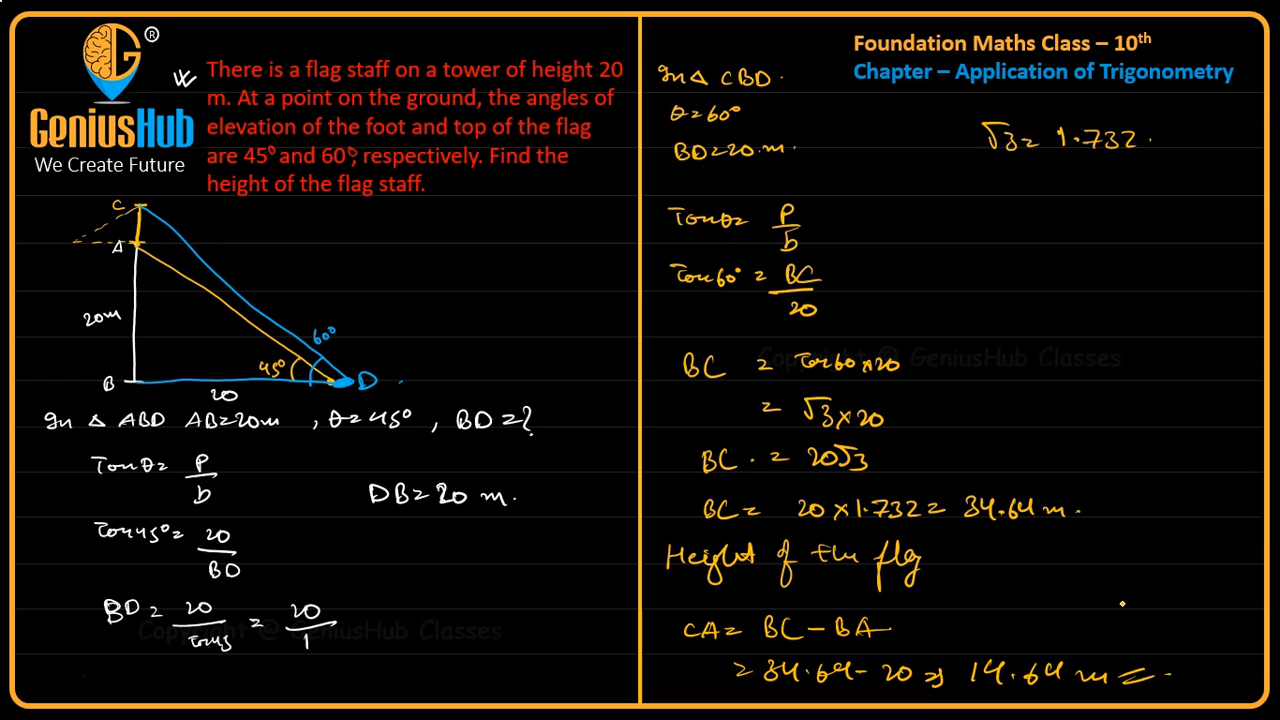 ®
GENIUSHUB
We Create Future
There is a flag staff on a tower of height 20
m. At a point on the ground, the angles of
elevation of the foot and top of the flag
are 45° and 60°, respectively. Find the
height of the flag staff.
C
A
20m
B
20
45°
60°
D
In Δ ABD AB=20m , θ=45° , BD=?
Tanθ= P/b
DB=20 m.
Tan45°= 20/BD
BD= 20/Tan45 = 20/1
Copyright @ GeniusHub Classes
Foundation Maths Class – 10th
Chapter – Application of Trigonometry
In Δ CBD.
θ=60°
BD=20 m.
√3= 1.732.
Tanθ= P/b
Tan60° = BC/20
BC = Tan60×20
Copyright @ GeniusHub Classes
= √3×20
BC. = 20√3
BC= 20×1.732= 34.64 m.
Height of the flg
CA= BC-BA
= 34.64-20 ⇒ 14.64 m